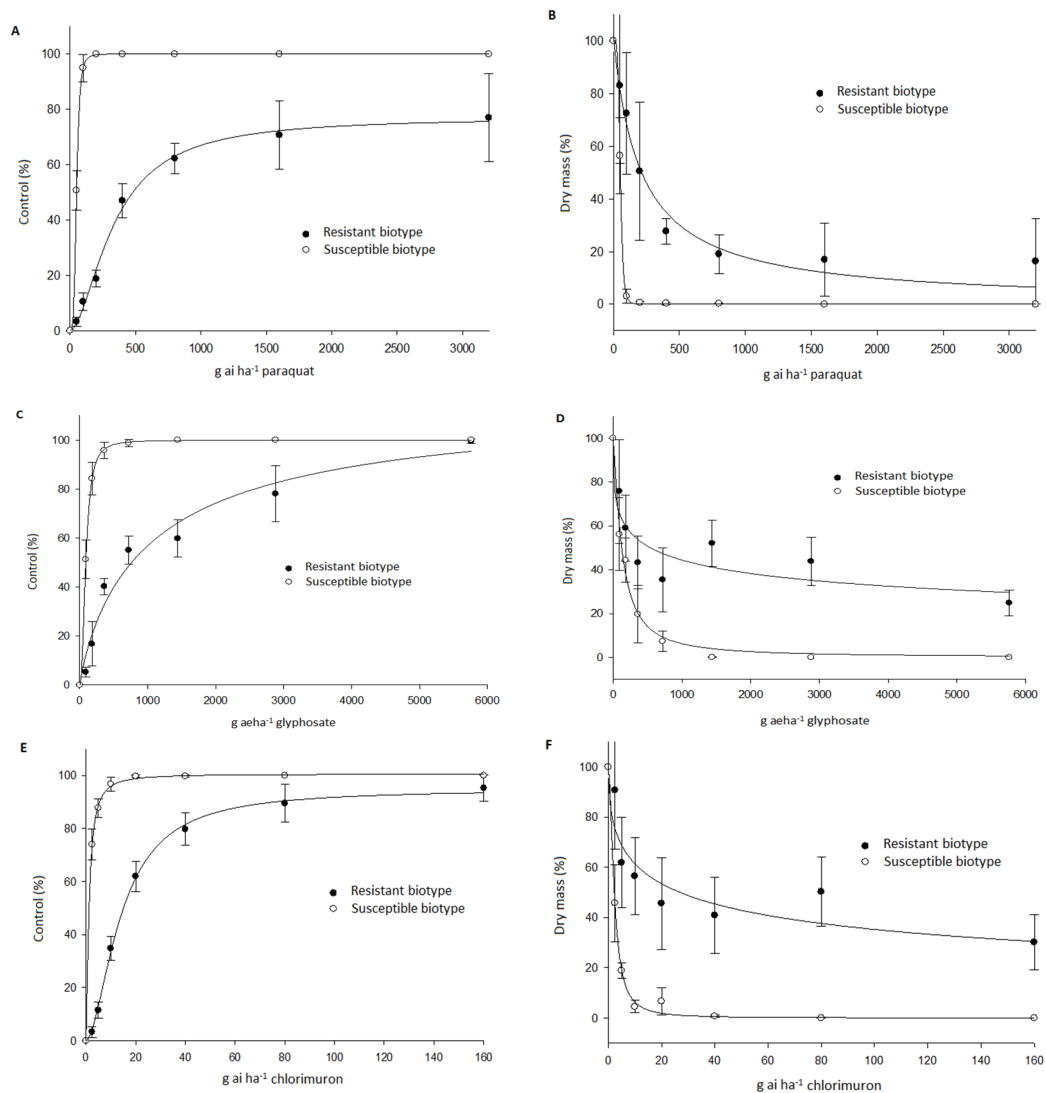 A
100
80
60
40
20
0
Control (%)
Resistant biotype
Susceptible biotype
0 500 1000 1500 2000 2500 3000
g ai ha-1 paraquat
B
100
80
60
40
20
0
Dry mass (%)
Resistant biotype
Susceptible biotype
0 500 1000 1500 2000 2500 3000
g ai ha-1 paraquat
C
100
80
60
40
20
0
Control (%)
Resistant biotype
Susceptible biotype
0 1000 2000 3000 4000 5000 6000
g aeha-1 glyphosate
D
100
80
60
40
20
0
Dry mass (%)
Resistant biotype
Susceptible biotype
0 1000 2000 3000 4000 5000 6000
g aeha-1 glyphosate
E
100
80
60
40
20
0
Control (%)
Resistant biotype
Susceptible biotype
0 20 40 60 80 100 120 140 160
g ai ha-1 chlorimuron
F
100
80
60
40
20
0
Dry mass (%)
Resistant biotype
Susceptible biotype
0 20 40 60 80 100 120 140 160
g ai ha-1 chlorimuron